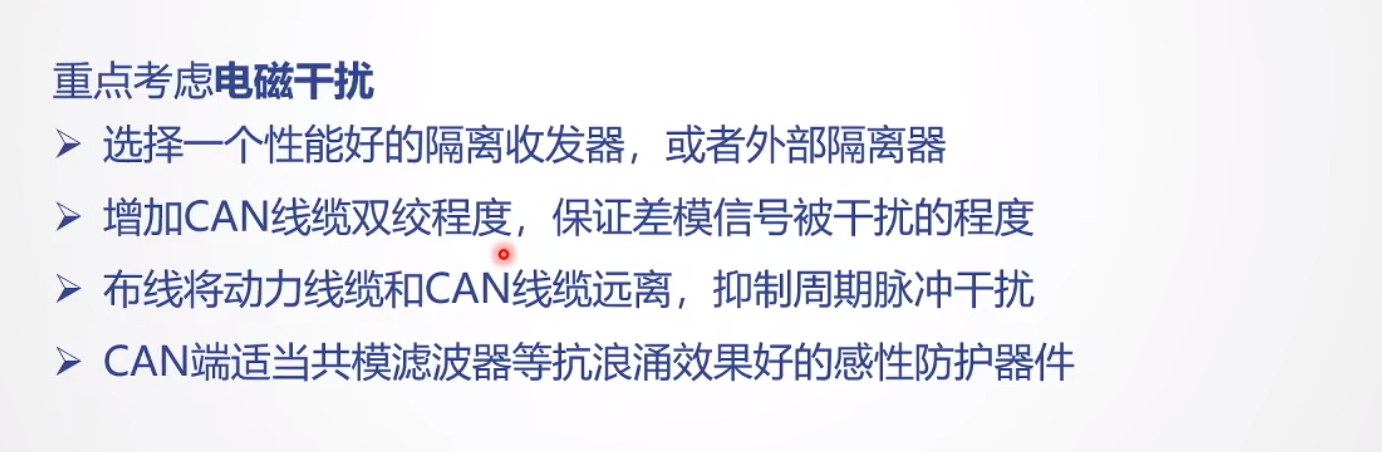 重点考虑电磁干扰
➢ 选择一个性能好的隔离收发器，或者外部隔离器
➢ 增加CAN线缆双绞程度，保证差模信号被干扰的程度
➢ 布线将动力线缆和CAN线缆远离，抑制周期脉冲干扰
➢ CAN端适当共模滤波器等抗浪涌效果好的感性防护器件